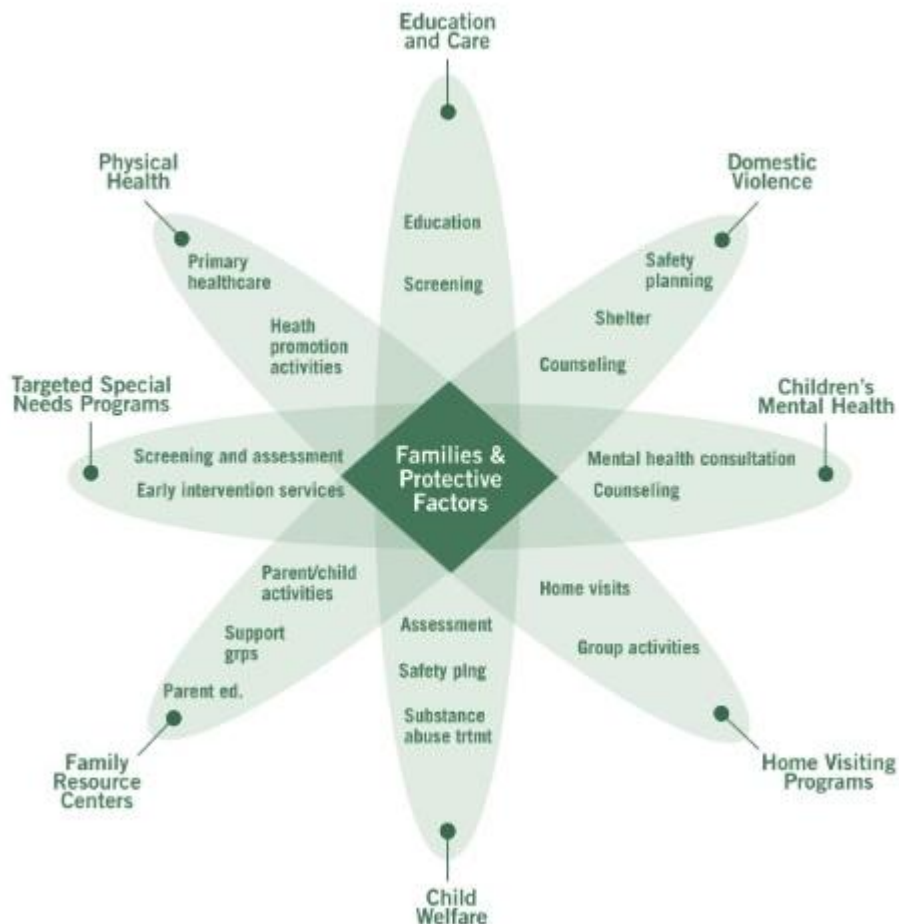 Education
and Care
Physical
Health
Domestic
Violence
Education
Screening
Primary
healthcare
Heath
promotion
activities
Safety
planning
Shelter
Counseling
Targeted Special
Needs Programs
Children's
Mental Health
Screening and assessment
Early intervention services
Families &
Protective
Factors
Mental health consultation
Counseling
Parent/child
activities
Support
grps
Parent ed.
Assessment
Safety plng
Substance
abuse trtmt
Home visits
Group activities
Family
Resource
Centers
Home Visiting
Programs
Child
Welfare